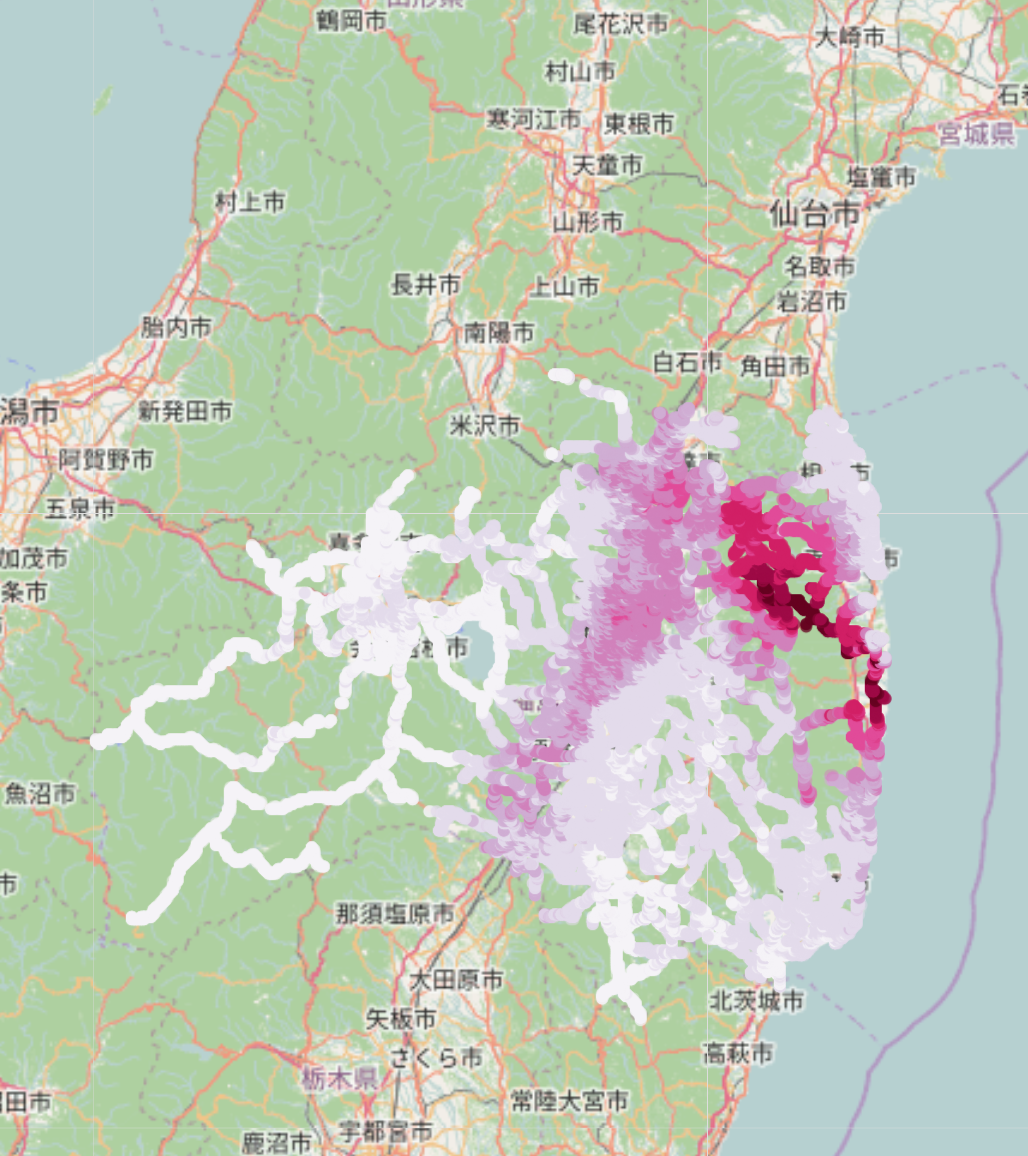 山形県
鶴岡市
尾花沢市
大崎市
村山市
寒河江市
東根市
宮城県
天童市
塩竈市
村上市
仙台市
山形市
名取市
長井市
上山市
岩沼市
胎内市
南陽市
白石市
角田市
潟市
新発田市
米沢市
阿賀野市
五泉市
加茂市
条市
市
魚沼市
市
那須塩原市
大田原市
北茨城市
矢板市
さくら市
高萩市
栃木県
沼田市
常陸大宮市
宇都宮市
鹿沼市